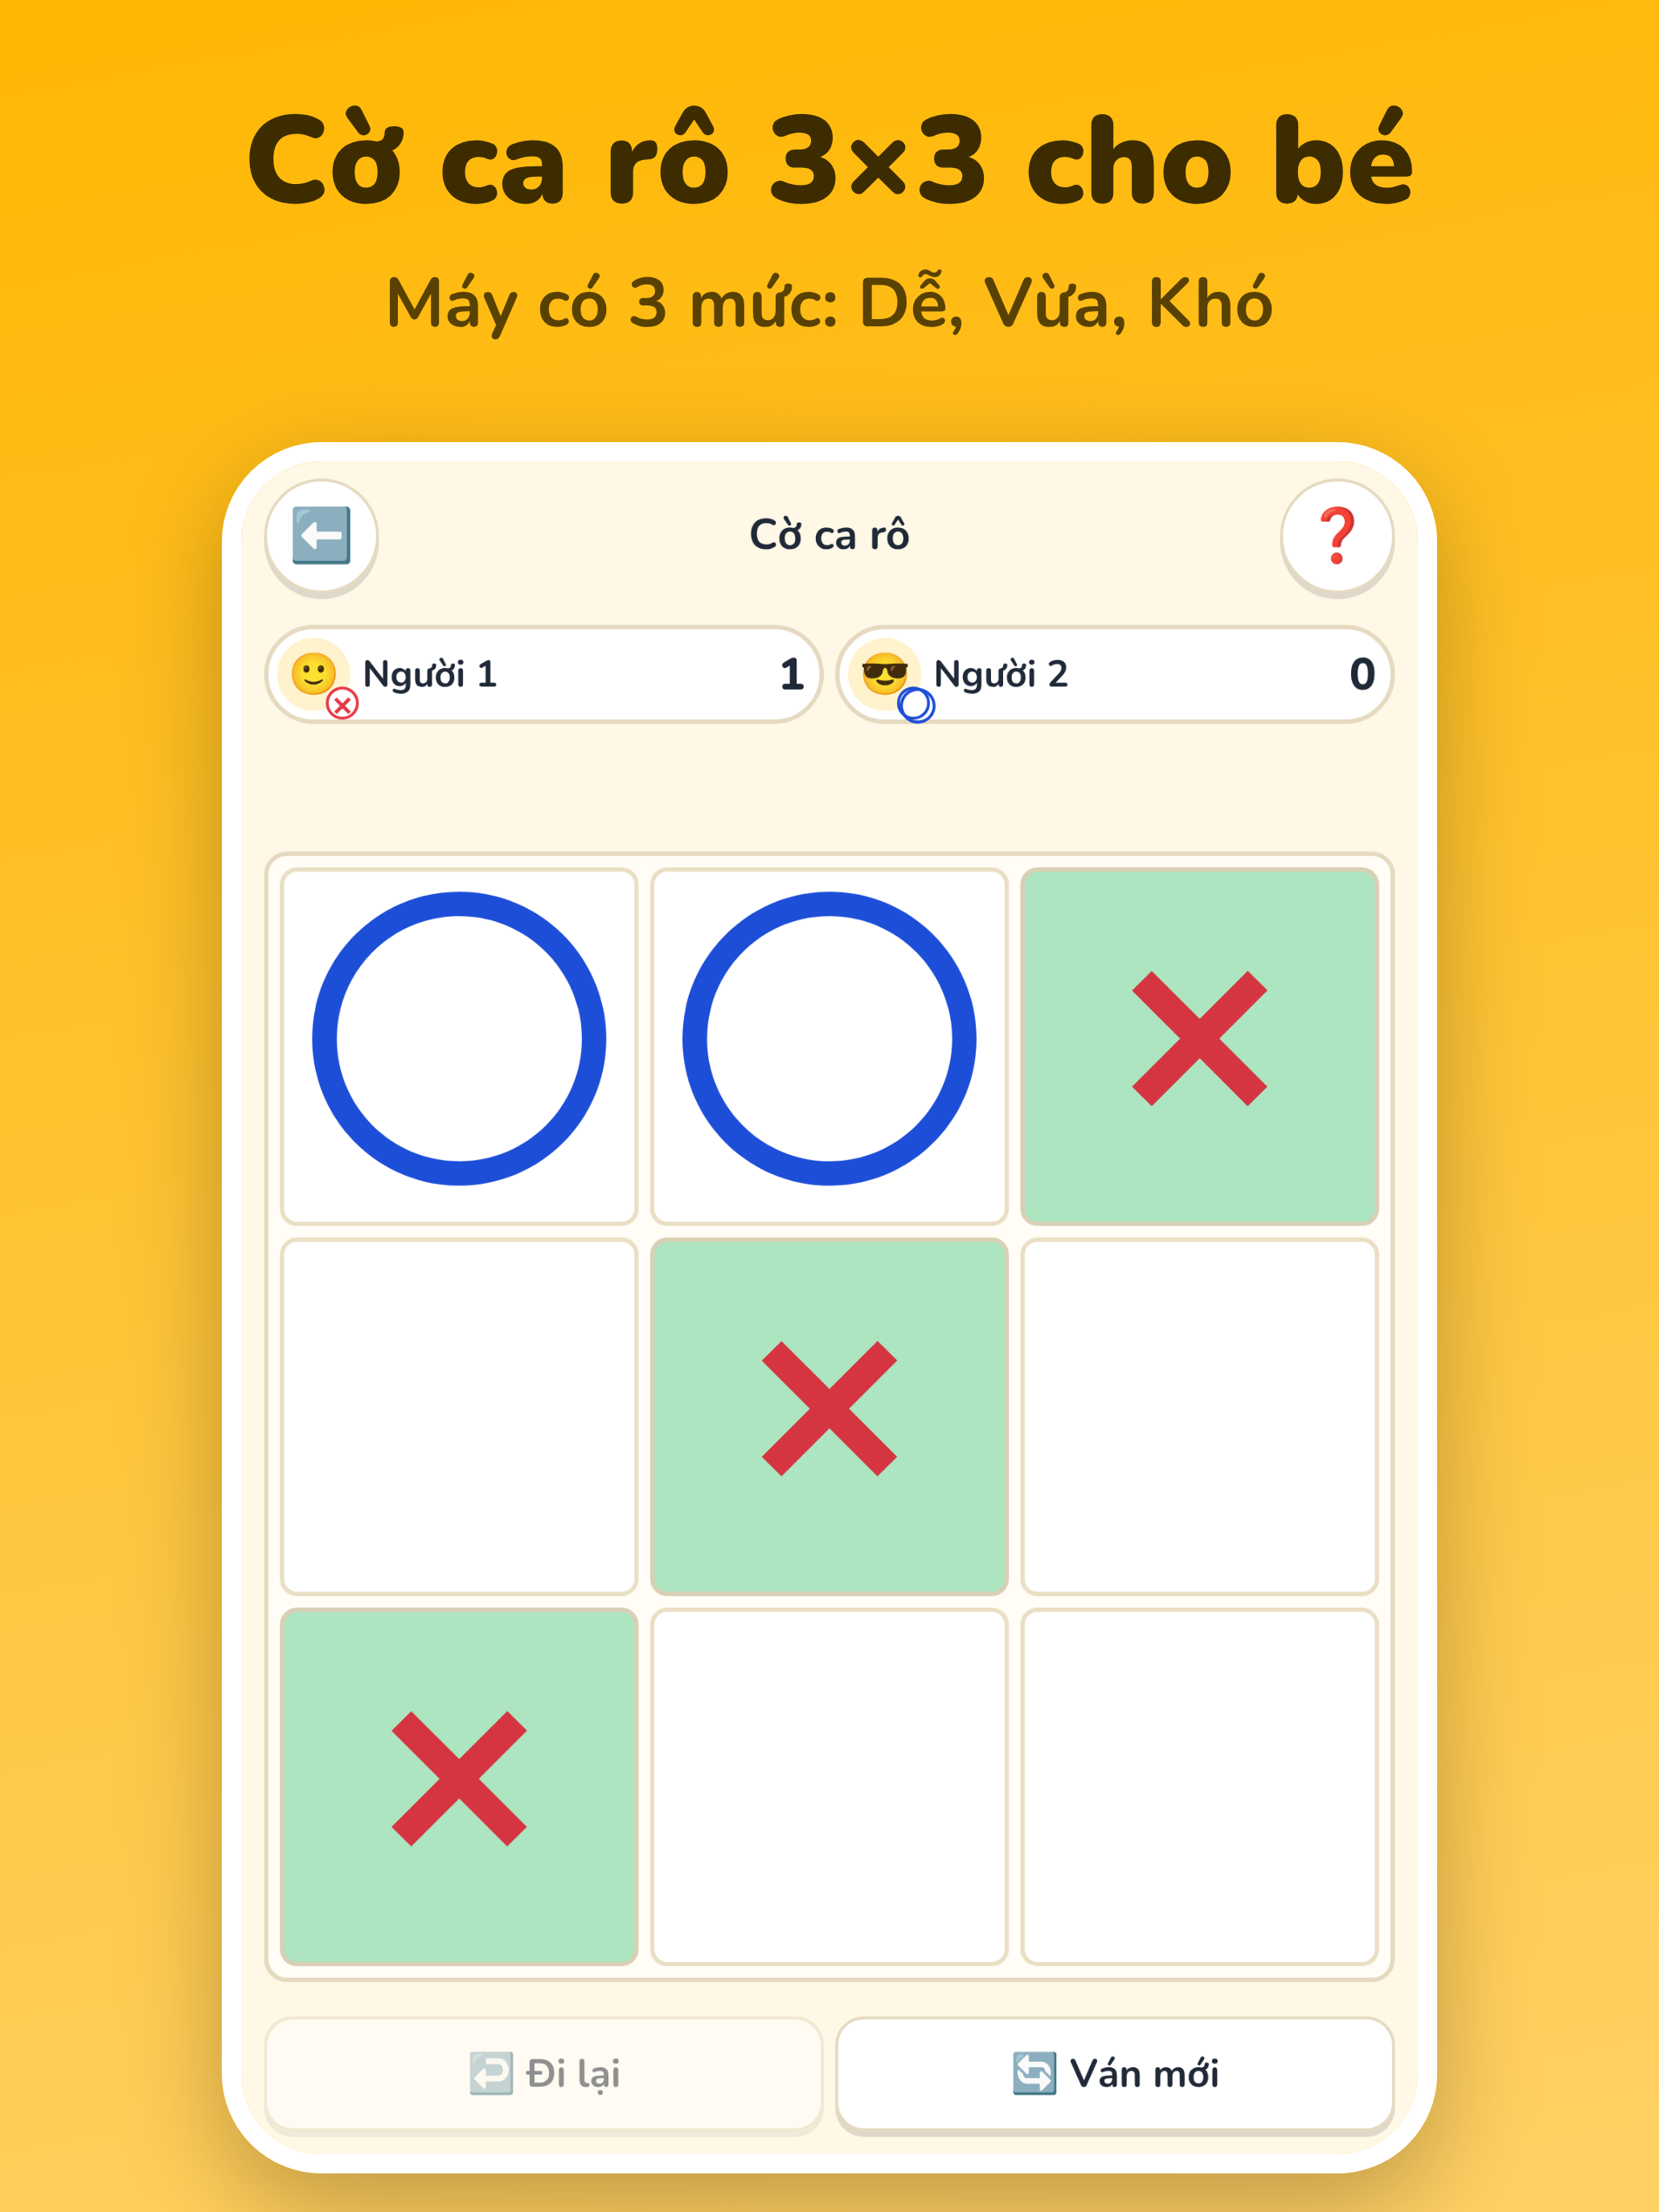 Cờ ca rô 3×3 cho bé
Máy có 3 mức: Dễ, Vừa, Khó
Cờ ca rô
Người 1 1
Người 2 0
Đi lại
Ván mới